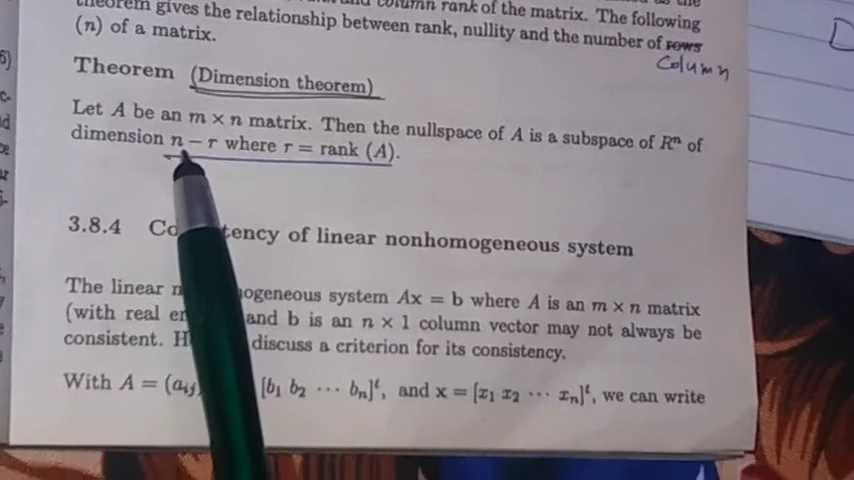 theorem gives the relationship between rank, nullity and the number of rows
column rank of the matrix. The following
(n) of a matrix.
Column
Theorem (Dimension theorem)
Let A be an m × n matrix. Then the nullspace of A is a subspace of Rⁿ of
dimension n − r where r = rank (A).
3.8.4 tency of linear nonhomogeneous system
The linear ogeneous system Ax = b where A is an m × n matrix
(with real and b is an n × 1 column vector may not always be
consistent. discuss a criterion for its consistency.
With A = (aᵢⱼ) [b₁ b₂ ⋯ bₙ]ᵗ, and x = [x₁ x₂ ⋯ xₙ]ᵗ, we can write